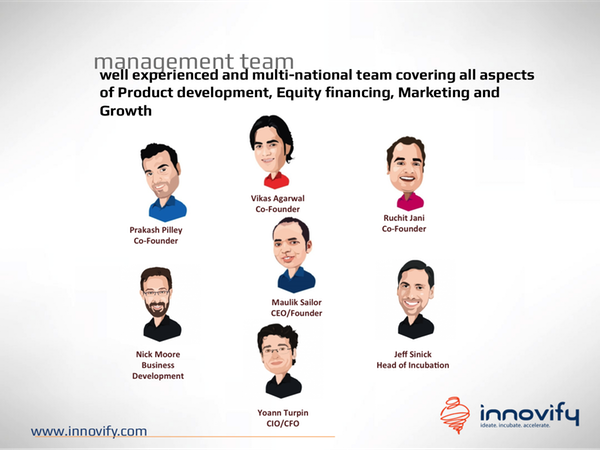 management team
well experienced and multi-national team covering all aspects
of Product development, Equity financing, Marketing and
Growth
Vikas Agarwal
Co-Founder
Ruchit Jani
Co-Founder
Prakash Pilley
Co-Founder
Maulik Sailor
CEO/Founder
Nick Moore
Business
Development
Jeff Sinick
Head of Incubation
Yoann Turpin
CIO/CFO
innovify
ideate. incubate. accelerate.
www.innovify.com